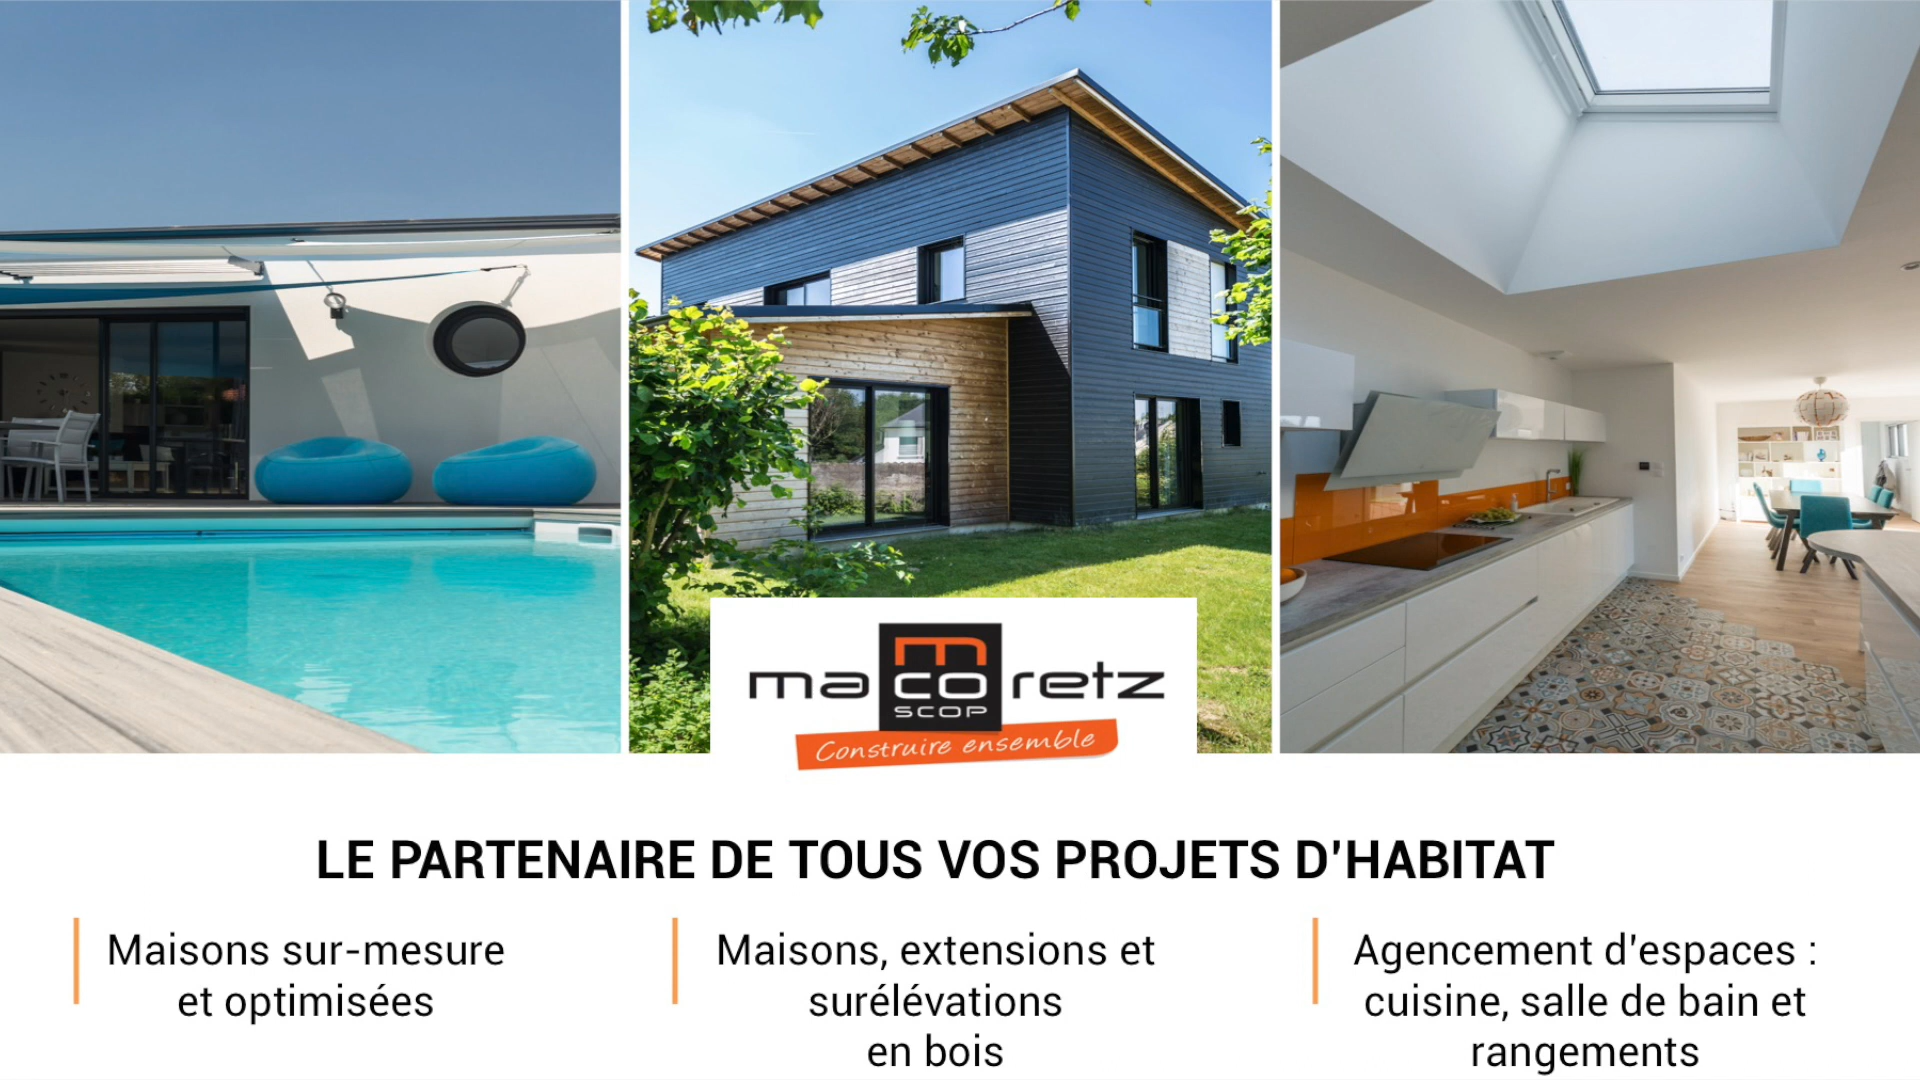 macoretz
SCOP
Construire ensemble
LE PARTENAIRE DE TOUS VOS PROJETS D'HABITAT
Maisons sur-mesure
et optimisées
Maisons, extensions et
surélévations
en bois
Agencement d'espaces :
cuisine, salle de bain et
rangements